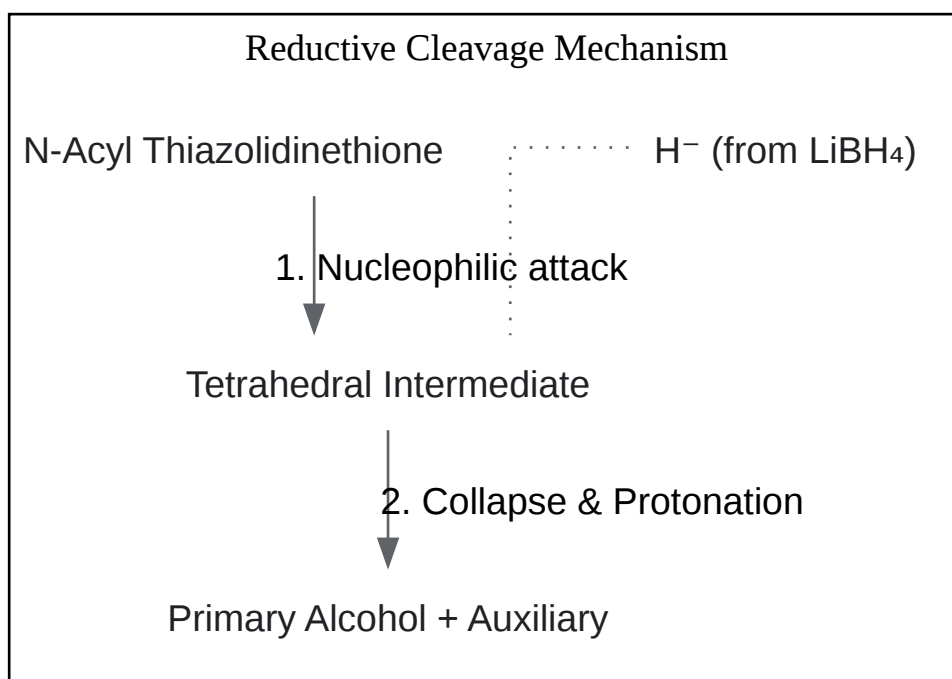 Reductive Cleavage Mechanism
N-Acyl Thiazolidinethione
H⁻ (from LiBH₄)
1. Nucleophilic attack
Tetrahedral Intermediate
2. Collapse & Protonation
Primary Alcohol + Auxiliary